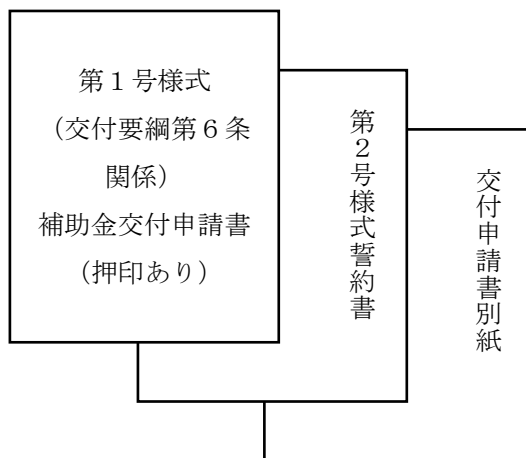 第１号様式
（交付要綱第６条
関係）
補助金交付申請書
（押印あり）
第２号様式誓約書
交付申請書別紙